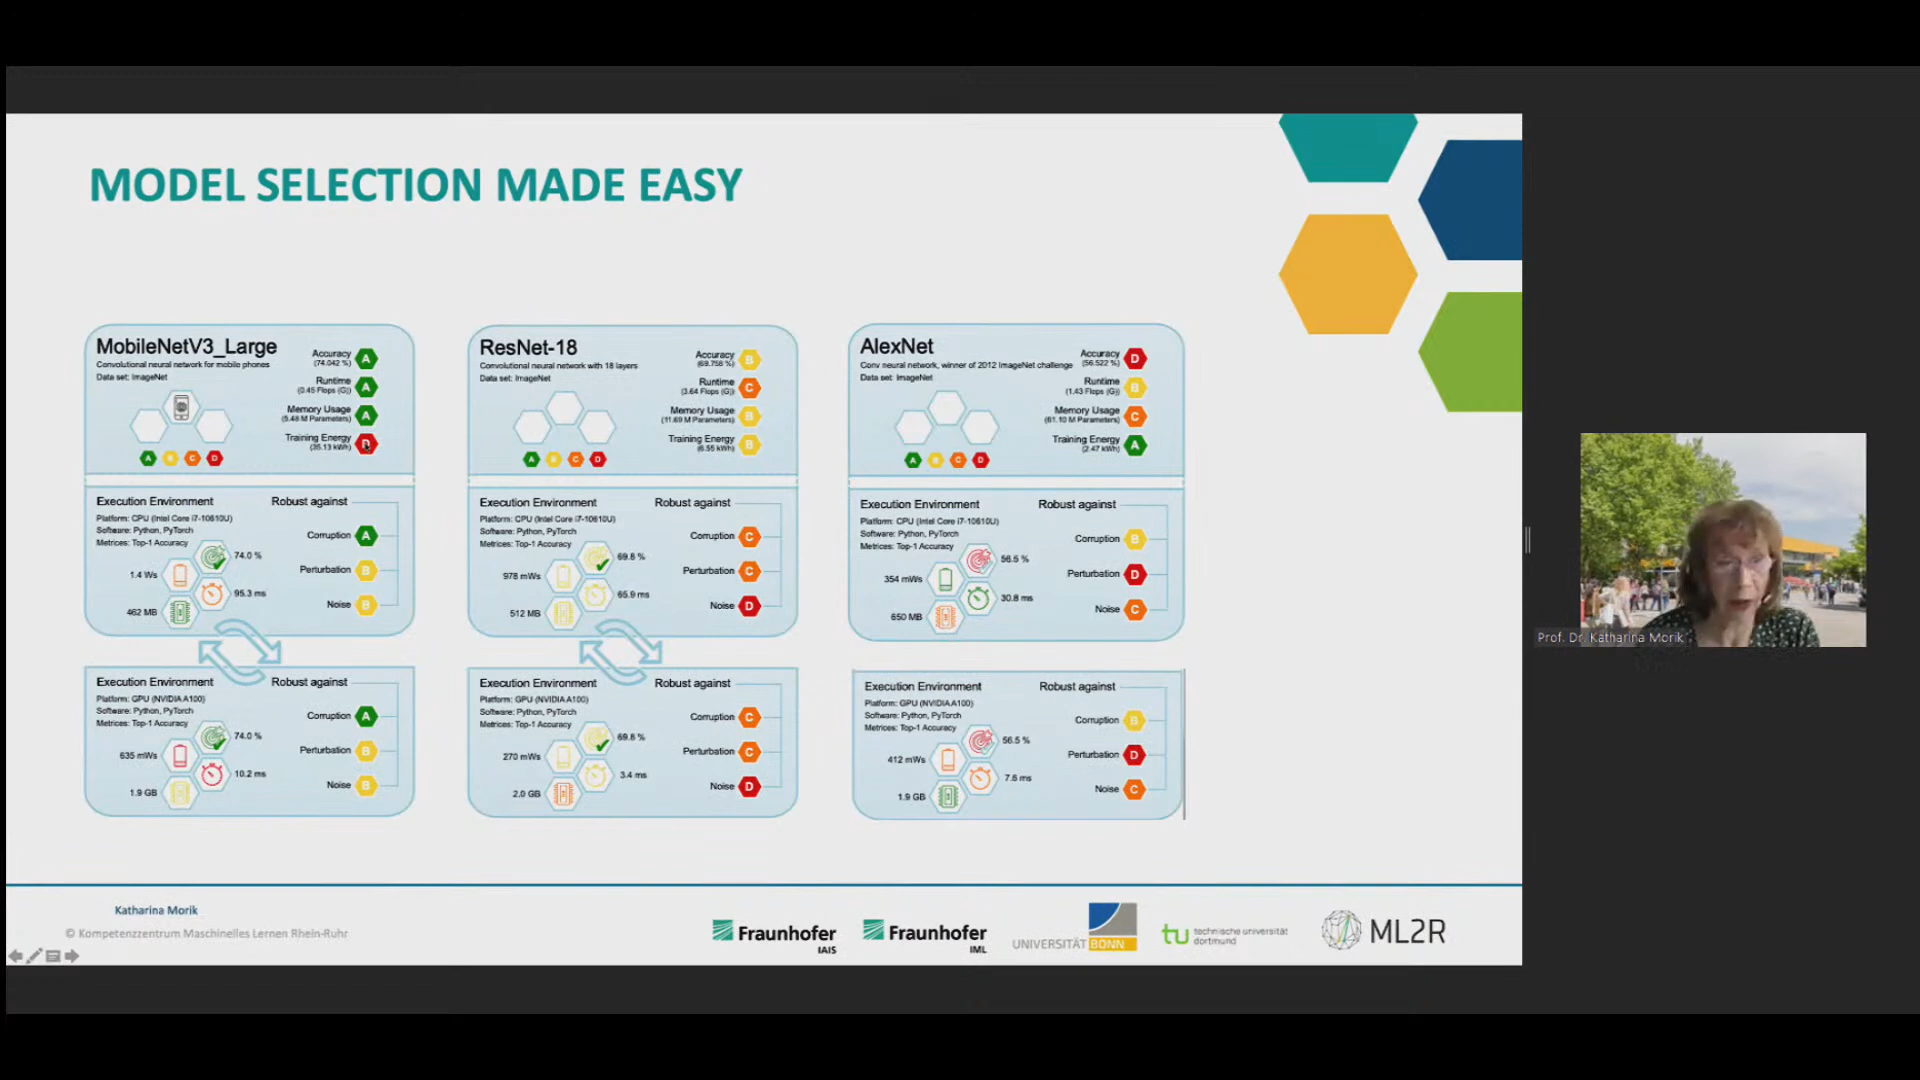 MODEL SELECTION MADE EASY
MobileNetV3_Large
Convolutional neural network for mobile phones
Data set: ImageNet
Accuracy
(74.042 %)
A
Runtime
(0.45 Flops (G))
A
Memory Usage
(5.48 M Parameters)
A
Training Energy
(35.13 kWh)
D
A B C D
Execution Environment
Platform: CPU (Intel Core i7-10610U)
Software: Python, PyTorch
Metrices: Top-1 Accuracy
74.0 %
1.4 Ws
95.3 ms
462 MB
Robust against
Corruption A
Perturbation B
Noise B
Execution Environment
Platform: GPU (NVIDIA A100)
Software: Python, PyTorch
Metrices: Top-1 Accuracy
74.0 %
635 mWs
10.2 ms
1.9 GB
Robust against
Corruption A
Perturbation B
Noise B
ResNet-18
Convolutional neural network with 18 layers
Data set: ImageNet
Accuracy
(69.758 %)
B
Runtime
(3.64 Flops (G))
C
Memory Usage
(11.69 M Parameters)
B
Training Energy
(6.55 kWh)
B
A B C D
Execution Environment
Platform: CPU (Intel Core i7-10610U)
Software: Python, PyTorch
Metrices: Top-1 Accuracy
69.8 %
978 mWs
65.9 ms
512 MB
Robust against
Corruption C
Perturbation C
Noise D
Execution Environment
Platform: GPU (NVIDIA A100)
Software: Python, PyTorch
Metrices: Top-1 Accuracy
69.8 %
270 mWs
3.4 ms
2.0 GB
Robust against
Corruption C
Perturbation C
Noise D
AlexNet
Conv neural network, winner of 2012 ImageNet challenge
Data set: ImageNet
Accuracy
(56.522 %)
D
Runtime
(1.43 Flops (G))
B
Memory Usage
(61.10 M Parameters)
C
Training Energy
(2.47 kWh)
A
A B C D
Execution Environment
Platform: CPU (Intel Core i7-10610U)
Software: Python, PyTorch
Metrices: Top-1 Accuracy
56.5 %
354 mWs
30.8 ms
650 MB
Robust against
Corruption B
Perturbation D
Noise C
Execution Environment
Platform: GPU (NVIDIA A100)
Software: Python, PyTorch
Metrices: Top-1 Accuracy
56.5 %
412 mWs
7.6 ms
1.9 GB
Robust against
Corruption B
Perturbation D
Noise C
Prof. Dr. Katharina Morik
Katharina Morik
© Kompetenzzentrum Maschinelles Lernen Rhein-Ruhr
Fraunhofer
IAIS
Fraunhofer
IML
UNIVERSITÄT BONN
tu technische universität
dortmund
ML2R